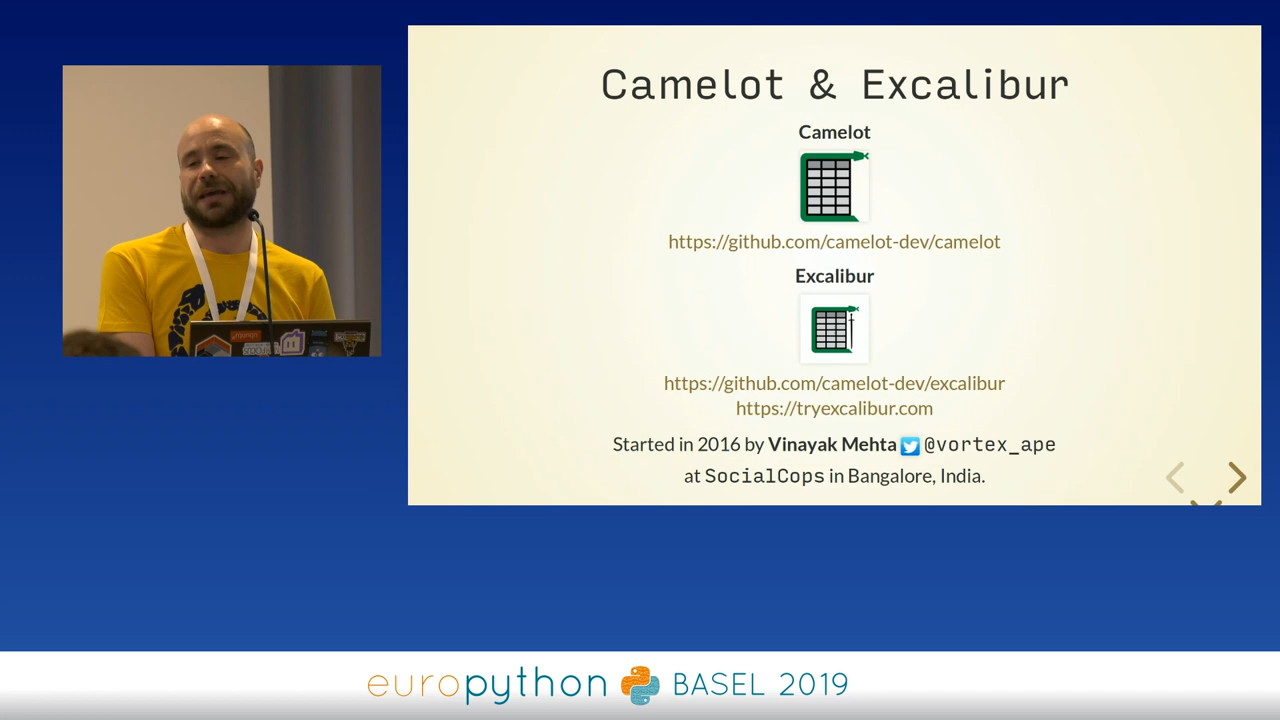 Camelot & Excalibur
Camelot
https://github.com/camelot-dev/camelot
Excalibur
https://github.com/camelot-dev/excalibur
https://tryexcalibur.com
Started in 2016 by Vinayak Mehta @vortex_ape
at SocialCops in Bangalore, India.
europython BASEL 2019